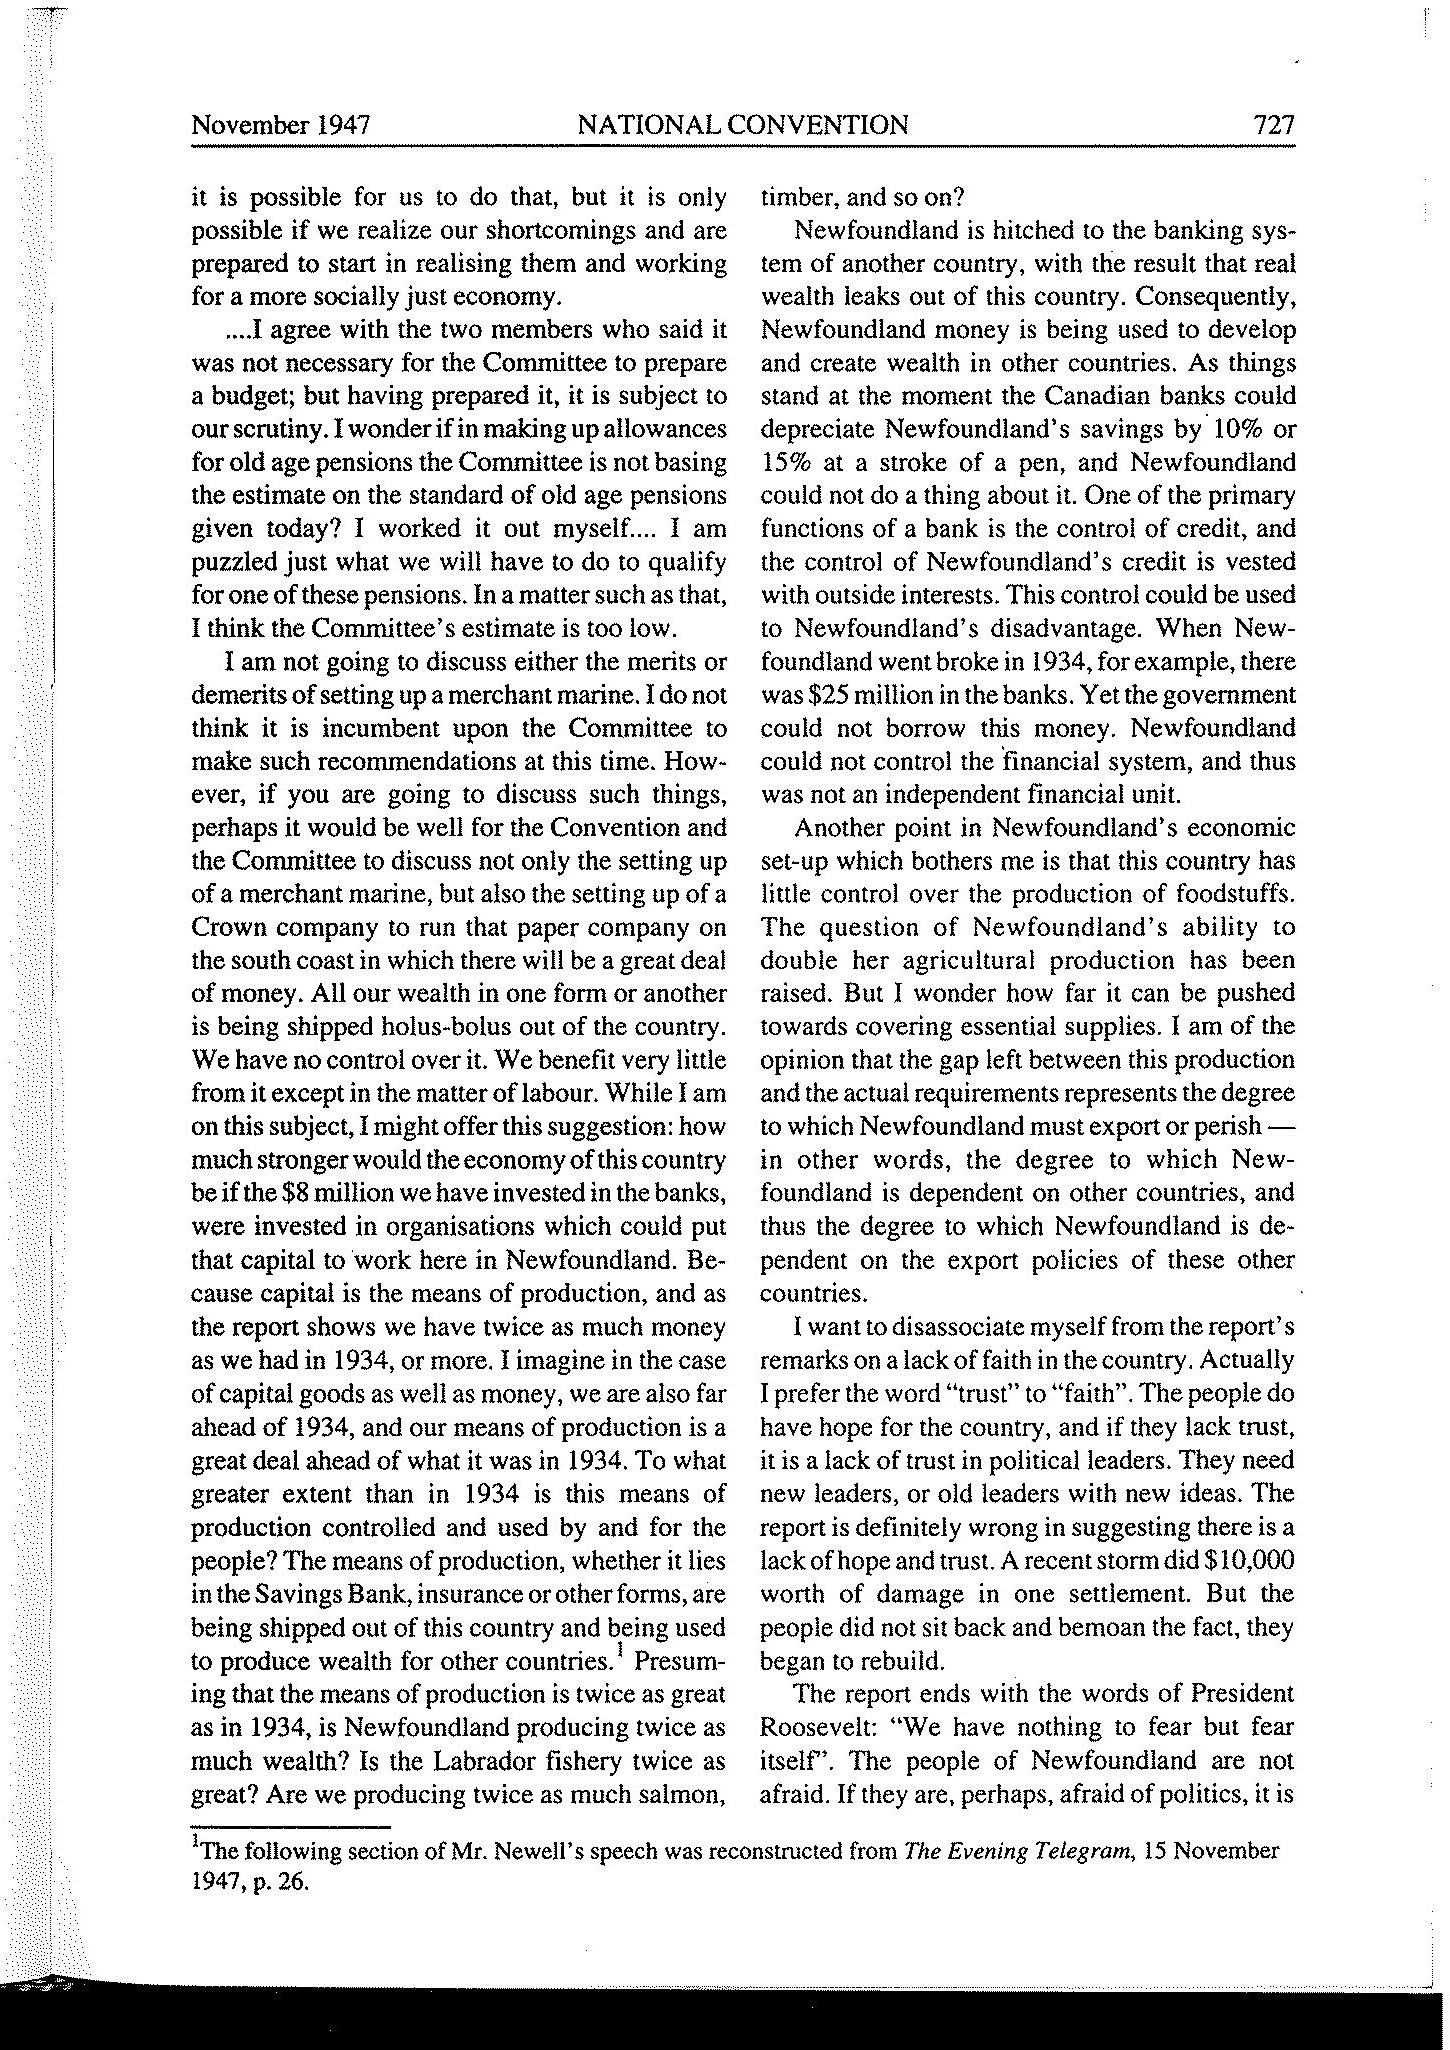 November 1947 NATIONAL CONVENTION 727
it is possible for us to do that, but it is only
possible if we realize our shortcomings and are
prepared to start in realising them and working
for a more socially just economy.
....I agree with the two members who said it
was not necessary for the Committee to prepare
a budget; but having prepared it, it is subject to
our scrutiny. I wonder if in making up allowances
for old age pensions the Committee is not basing
the estimate on the standard of old age pensions
given today? I worked it out myself.... I am
puzzled just what we will have to do to qualify
for one of these pensions. In a matter such as that,
I think the Committee's estimate is too low.
I am not going to discuss either the merits or
demerits of setting up a merchant marine. I do not
think it is incumbent upon the Committee to
make such recommendations at this time. How-
ever, if you are going to discuss such things,
perhaps it would be well for the Convention and
the Committee to discuss not only the setting up
of a merchant marine, but also the setting up of a
Crown company to run that paper company on
the south coast in which there will be a great deal
of money. All our wealth in one form or another
is being shipped holus-bolus out of the country.
We have no control over it. We benefit very little
from it except in the matter of labour. While I am
on this subject, I might offer this suggestion: how
much stronger would the economy of this country
be if the $8 million we have invested in the banks,
were invested in organisations which could put
that capital to work here in Newfoundland. Be-
cause capital is the means of production, and as
the report shows we have twice as much money
as we had in 1934, or more. I imagine in the case
of capital goods as well as money, we are also far
ahead of 1934, and our means of production is a
great deal ahead of what it was in 1934. To what
greater extent than in 1934 is this means of
production controlled and used by and for the
people? The means of production, whether it lies
in the Savings Bank, insurance or other forms, are
being shipped out of this country and being used
to produce wealth for other countries.¹ Presum-
ing that the means of production is twice as great
as in 1934, is Newfoundland producing twice as
much wealth? Is the Labrador fishery twice as
great? Are we producing twice as much salmon,
timber, and so on?
Newfoundland is hitched to the banking sys-
tem of another country, with the result that real
wealth leaks out of this country. Consequently,
Newfoundland money is being used to develop
and create wealth in other countries. As things
stand at the moment the Canadian banks could
depreciate Newfoundland's savings by 10% or
15% at a stroke of a pen, and Newfoundland
could not do a thing about it. One of the primary
functions of a bank is the control of credit, and
the control of Newfoundland's credit is vested
with outside interests. This control could be used
to Newfoundland's disadvantage. When New-
foundland went broke in 1934, for example, there
was $25 million in the banks. Yet the government
could not borrow this money. Newfoundland
could not control the financial system, and thus
was not an independent financial unit.
Another point in Newfoundland's economic
set-up which bothers me is that this country has
little control over the production of foodstuffs.
The question of Newfoundland's ability to
double her agricultural production has been
raised. But I wonder how far it can be pushed
towards covering essential supplies. I am of the
opinion that the gap left between this production
and the actual requirements represents the degree
to which Newfoundland must export or perish —
in other words, the degree to which New-
foundland is dependent on other countries, and
thus the degree to which Newfoundland is de-
pendent on the export policies of these other
countries.
I want to disassociate myself from the report's
remarks on a lack of faith in the country. Actually
I prefer the word “trust” to “faith”. The people do
have hope for the country, and if they lack trust,
it is a lack of trust in political leaders. They need
new leaders, or old leaders with new ideas. The
report is definitely wrong in suggesting there is a
lack of hope and trust. A recent storm did $10,000
worth of damage in one settlement. But the
people did not sit back and bemoan the fact, they
began to rebuild.
The report ends with the words of President
Roosevelt: “We have nothing to fear but fear
itself”. The people of Newfoundland are not
afraid. If they are, perhaps, afraid of politics, it is
¹The following section of Mr. Newell's speech was reconstructed from The Evening Telegram, 15 November
1947, p. 26.